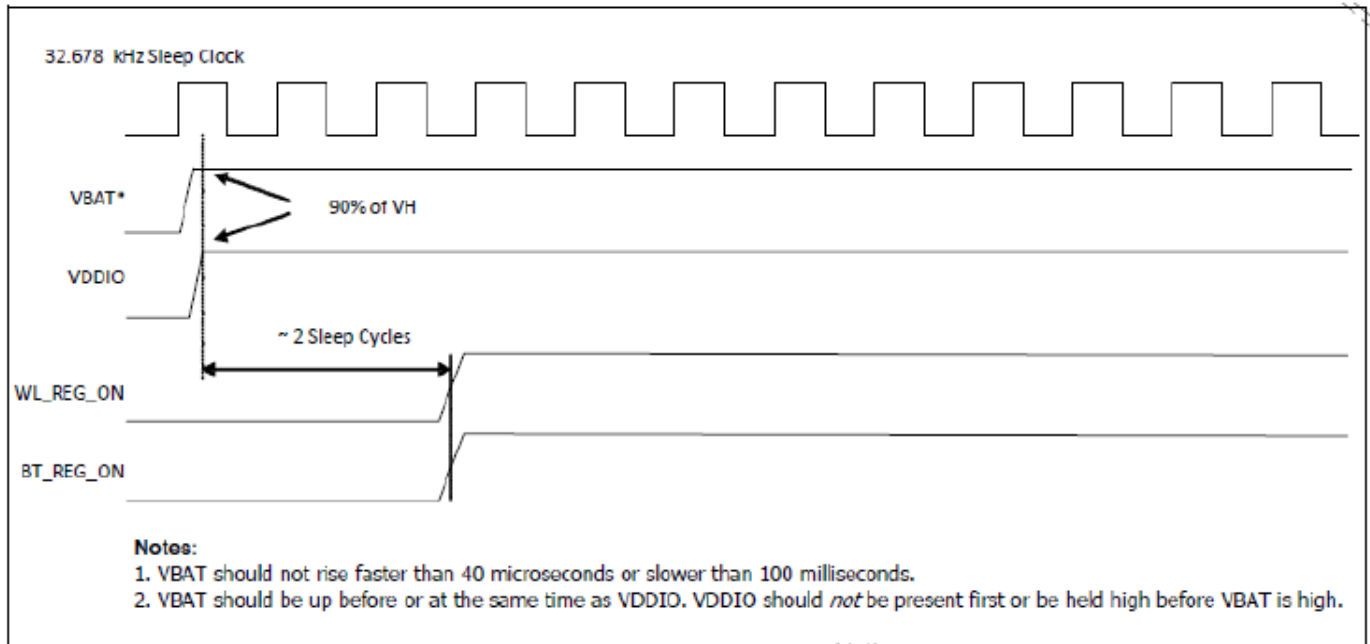 32.678 kHz Sleep Clock
VBAT*
90% of VH
VDDIO
~ 2 Sleep Cycles
WL_REG_ON
BT_REG_ON
Notes:
1. VBAT should not rise faster than 40 microseconds or slower than 100 milliseconds.
2. VBAT should be up before or at the same time as VDDIO. VDDIO should not be present first or be held high before VBAT is high.